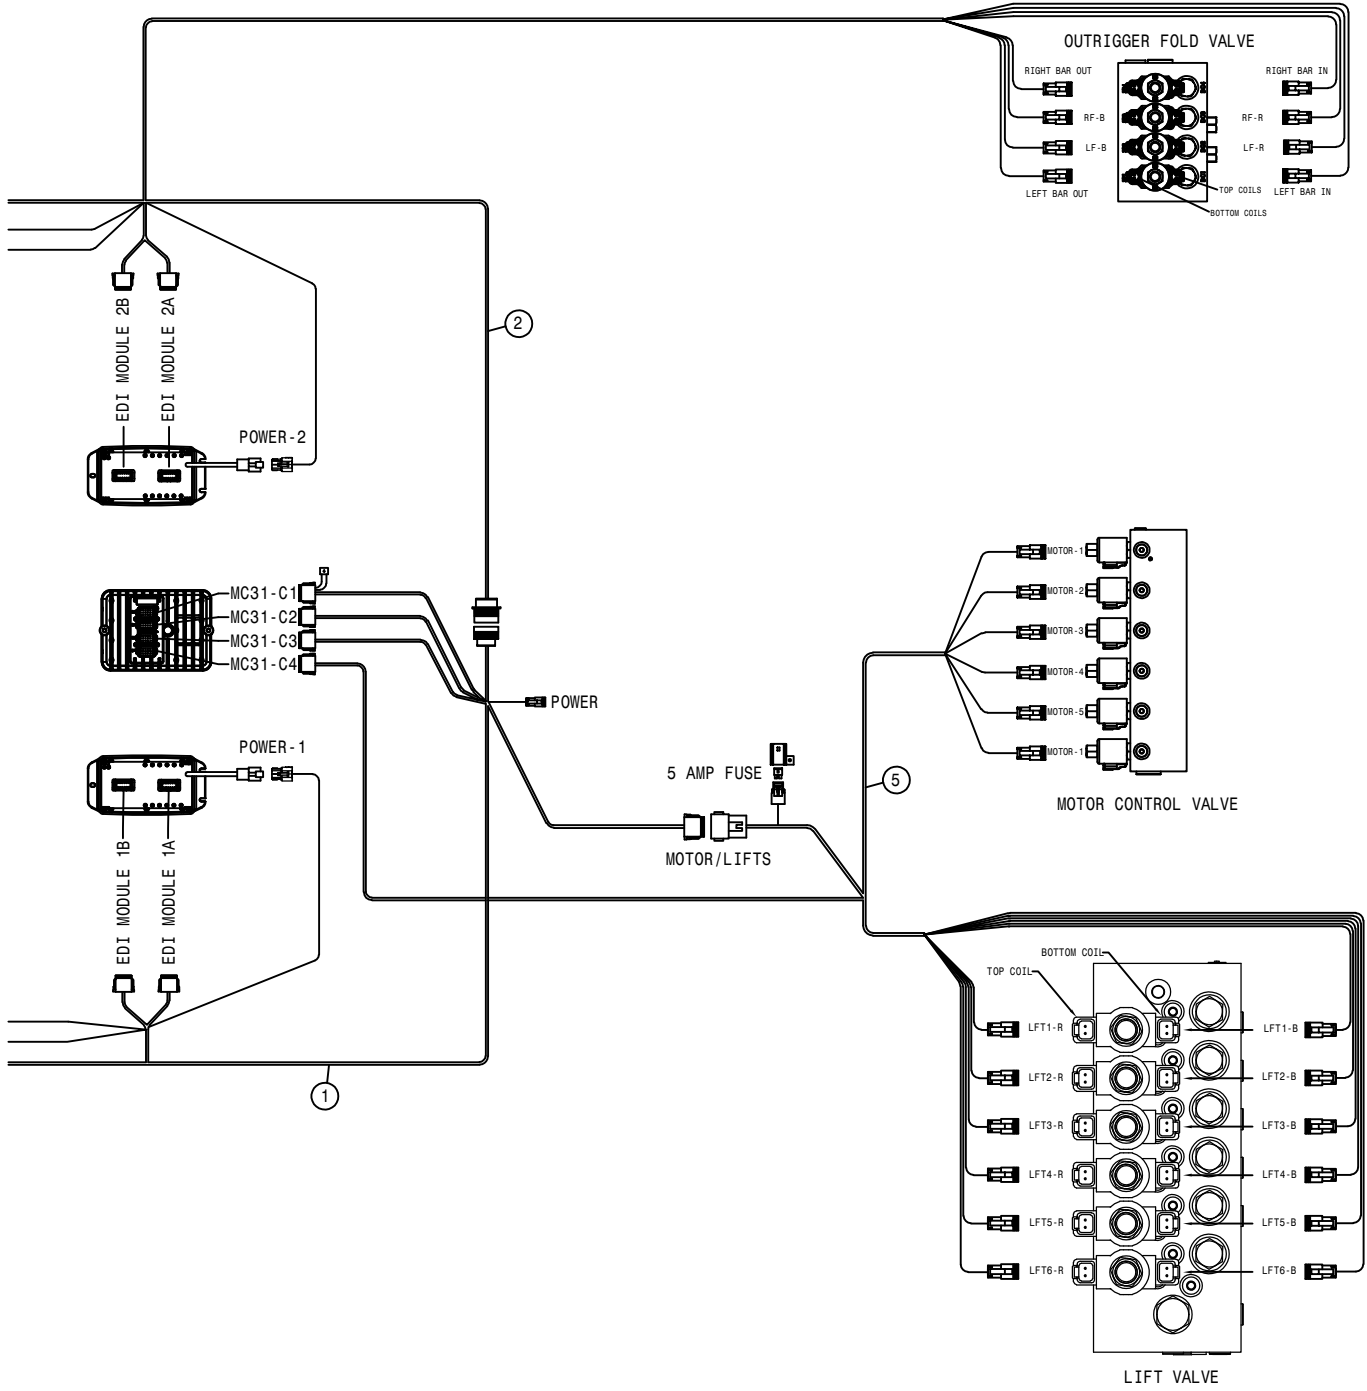 OUTRIGGER FOLD VALVE
RIGHT BAR OUT
RIGHT BAR IN
RF-B
RF-R
LF-B
LF-R
LEFT BAR OUT
TOP COILS
LEFT BAR IN
BOTTOM COILS
EDI MODULE 2B
EDI MODULE 2A
2
POWER-2
MC31-C1
MC31-C2
MC31-C3
MC31-C4
POWER
MOTOR-1
MOTOR-2
MOTOR-3
MOTOR-4
MOTOR-5
MOTOR-1
MOTOR CONTROL VALVE
POWER-1
5 AMP FUSE
5
MOTOR/LIFTS
EDI MODULE 1B
EDI MODULE 1A
1
BOTTOM COIL
TOP COIL
LFT1-R
LFT1-B
LFT2-R
LFT2-B
LFT3-R
LFT3-B
LFT4-R
LFT4-B
LFT5-R
LFT5-B
LFT6-R
LFT6-B
LIFT VALVE